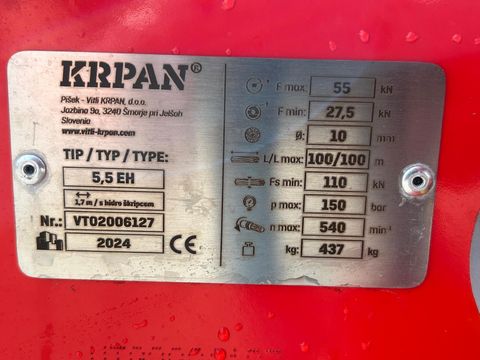 KRPAN®
Pišek - Vitli KRPAN, d.o.o.
Jazbina 9a, 3240 Šmarje pri Jelšah
Slovenia
www.vitli-krpan.com
TIP / TYP / TYPE:
5,5 EH
1,7 m / s hidro škripcem
Nr.: VT02006127
2024 CE
F max: 55 kN
F min: 27,5 kN
Ø: 10 mm
L/L max: 100/100 m
Fs min: 110 kN
p max: 150 bar
n max: 540 min⁻¹
kg: 437 kg